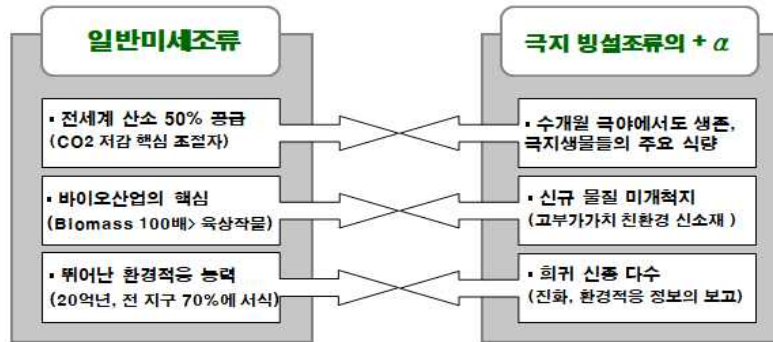 일반미세조류
▪ 전세계 산소 50% 공급
(CO2 저감 핵심 조절자)
▪ 바이오산업의 핵심
(Biomass 100배> 육상작물)
▪ 뛰어난 환경적응 능력
(20억년, 전 지구 70%에 서식)
극지 빙설조류의 + α
▪ 수개월 극야에서도 생존,
극지생물들의 주요 식량
▪ 신규 물질 미개척지
(고부가가치 친환경 신소재 )
▪ 희귀 신종 다수
(진화, 환경적응 정보의 보고)